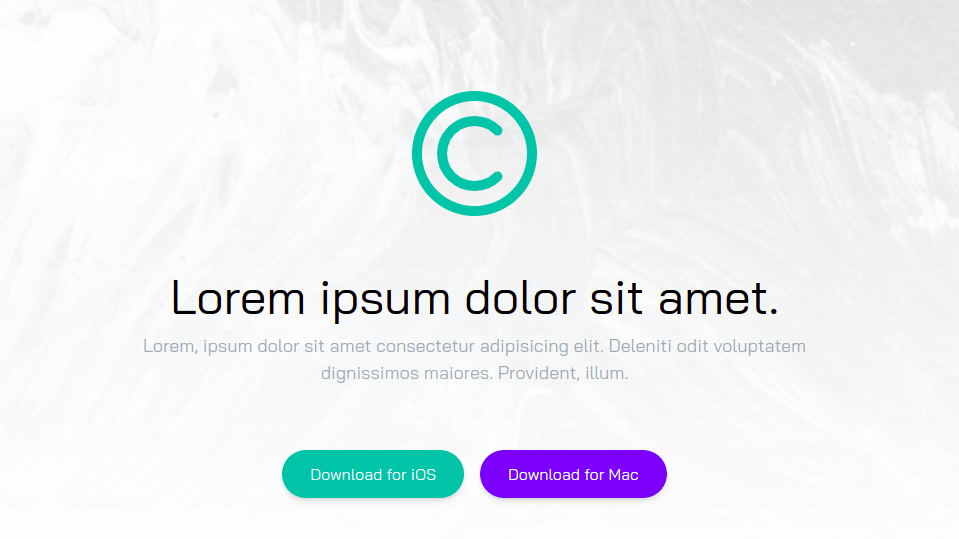 Lorem ipsum dolor sit amet.
Lorem, ipsum dolor sit amet consectetur adipisicing elit. Deleniti odit voluptatem
dignissimos maiores. Provident, illum.
Download for iOS
Download for Mac